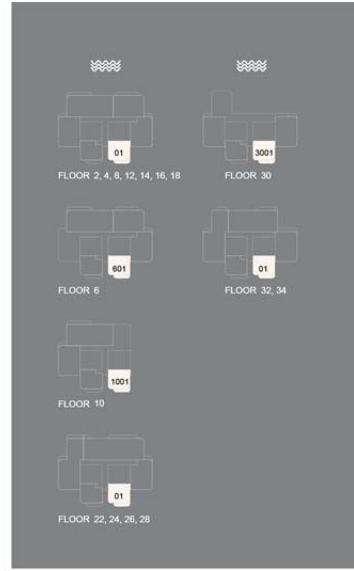 01
FLOOR 2, 4, 8, 12, 14, 16, 18
3001
FLOOR 30
601
FLOOR 6
01
FLOOR 32, 34
1001
FLOOR 10
01
FLOOR 22, 24, 26, 28